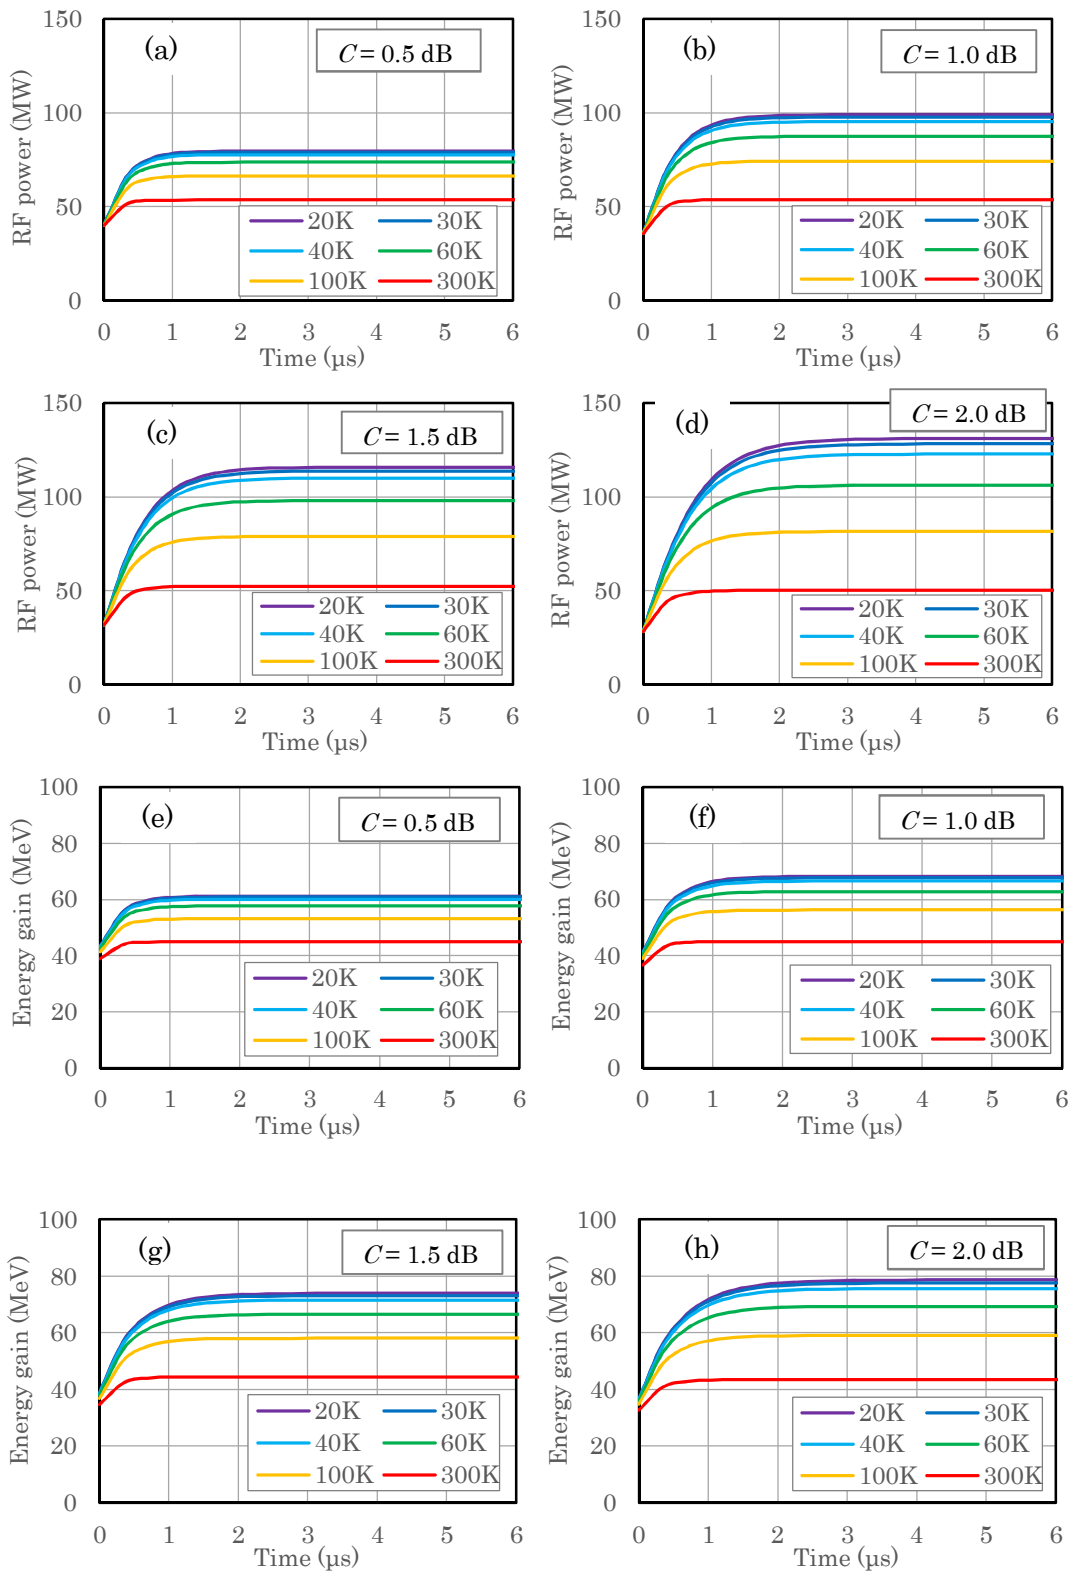 (a)
C = 0.5 dB
RF power (MW)
150
100
50
0
20K 30K
40K 60K
100K 300K
0 1 2 3 4 5 6
Time (μs)
(b)
C = 1.0 dB
RF power (MW)
150
100
50
0
20K 30K
40K 60K
100K 300K
0 1 2 3 4 5 6
Time (μs)
(c)
C = 1.5 dB
RF power (MW)
150
100
50
0
20K 30K
40K 60K
100K 300K
0 1 2 3 4 5 6
Time (μs)
(d)
C = 2.0 dB
RF power (MW)
150
100
50
0
20K 30K
40K 60K
100K 300K
0 1 2 3 4 5 6
Time (μs)
(e)
C = 0.5 dB
Energy gain (MeV)
100
80
60
40
20
0
20K 30K
40K 60K
100K 300K
0 1 2 3 4 5 6
Time (μs)
(f)
C = 1.0 dB
Energy gain (MeV)
100
80
60
40
20
0
20K 30K
40K 60K
100K 300K
0 1 2 3 4 5 6
Time (μs)
(g)
C = 1.5 dB
Energy gain (MeV)
100
80
60
40
20
0
20K 30K
40K 60K
100K 300K
0 1 2 3 4 5 6
Time (μs)
(h)
C = 2.0 dB
Energy gain (MeV)
100
80
60
40
20
0
20K 30K
40K 60K
100K 300K
0 1 2 3 4 5 6
Time (μs)